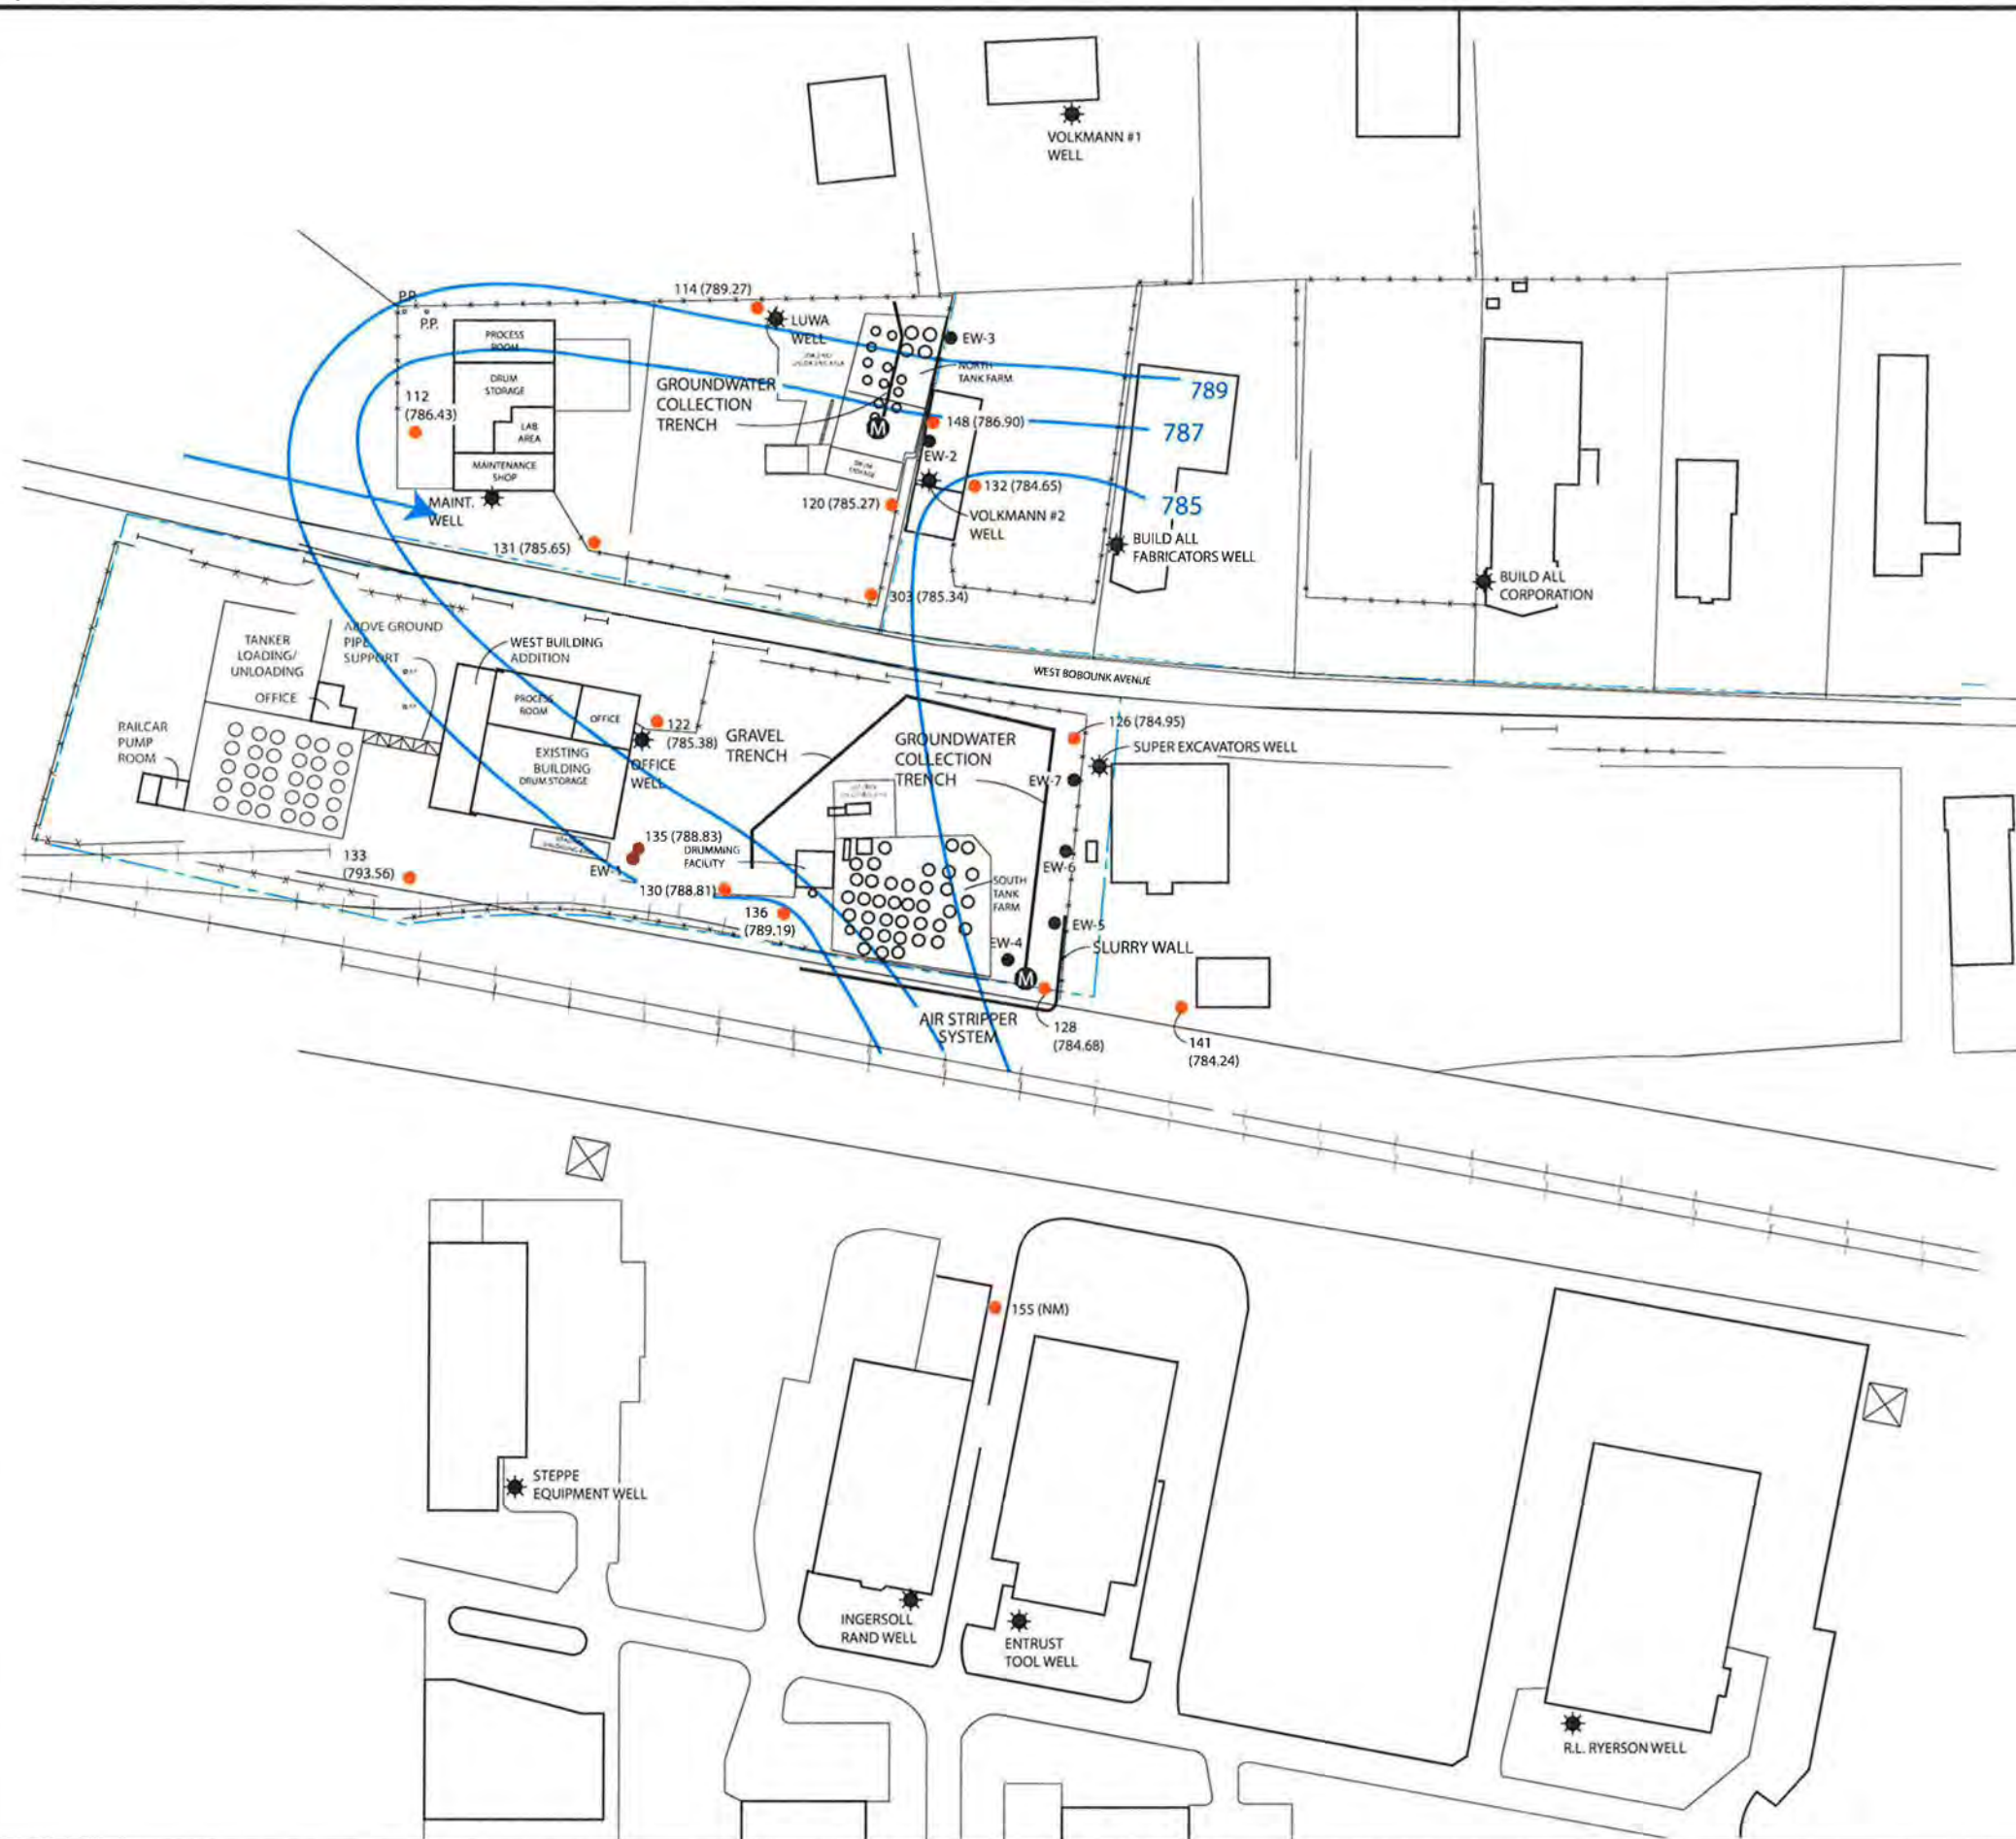 VOLKMANN #1
WELL
114 (789.27)
P.P.
P.P.
LUWA
WELL
EW-3
PROCESS
ROOM
DRUM
STORAGE
LAB
AREA
MAINTENANCE
SHOP
112
(786.43)
GROUNDWATER
COLLECTION
TRENCH
NORTH
TANK FARM
789
787
785
M
148 (786.90)
EW-2
DRUM
STORAGE
132 (784.65)
120 (785.27)
VOLKMANN #2
WELL
MAINT.
WELL
131 (785.65)
BUILD ALL
FABRICATORS WELL
BUILD ALL
CORPORATION
303 (785.34)
WEST BOBOUNK AVENUE
TANKER
LOADING/
UNLOADING
ABOVE GROUND
PIPE
SUPPORT
WEST BUILDING
ADDITION
OFFICE
PROCESS
ROOM
OFFICE
122
(785.38)
RAILCAR
PUMP
ROOM
EXISTING
BUILDING
DRUM STORAGE
OFFICE
WELL
GRAVEL
TRENCH
GROUNDWATER
COLLECTION
TRENCH
126 (784.95)
SUPER EXCAVATORS WELL
EW-7
135 (788.83)
DRUMMING
FACILITY
EW-1
133
(793.56)
130 (788.81)
136
(789.19)
EW-6
SOUTH
TANK
FARM
EW-5
EW-4
SLURRY WALL
M
AIR STRIPPER
SYSTEM
128
(784.68)
141
(784.24)
155 (NM)
STEPPE
EQUIPMENT WELL
INGERSOLL
RAND WELL
ENTRUST
TOOL WELL
R.L. RYERSON WELL